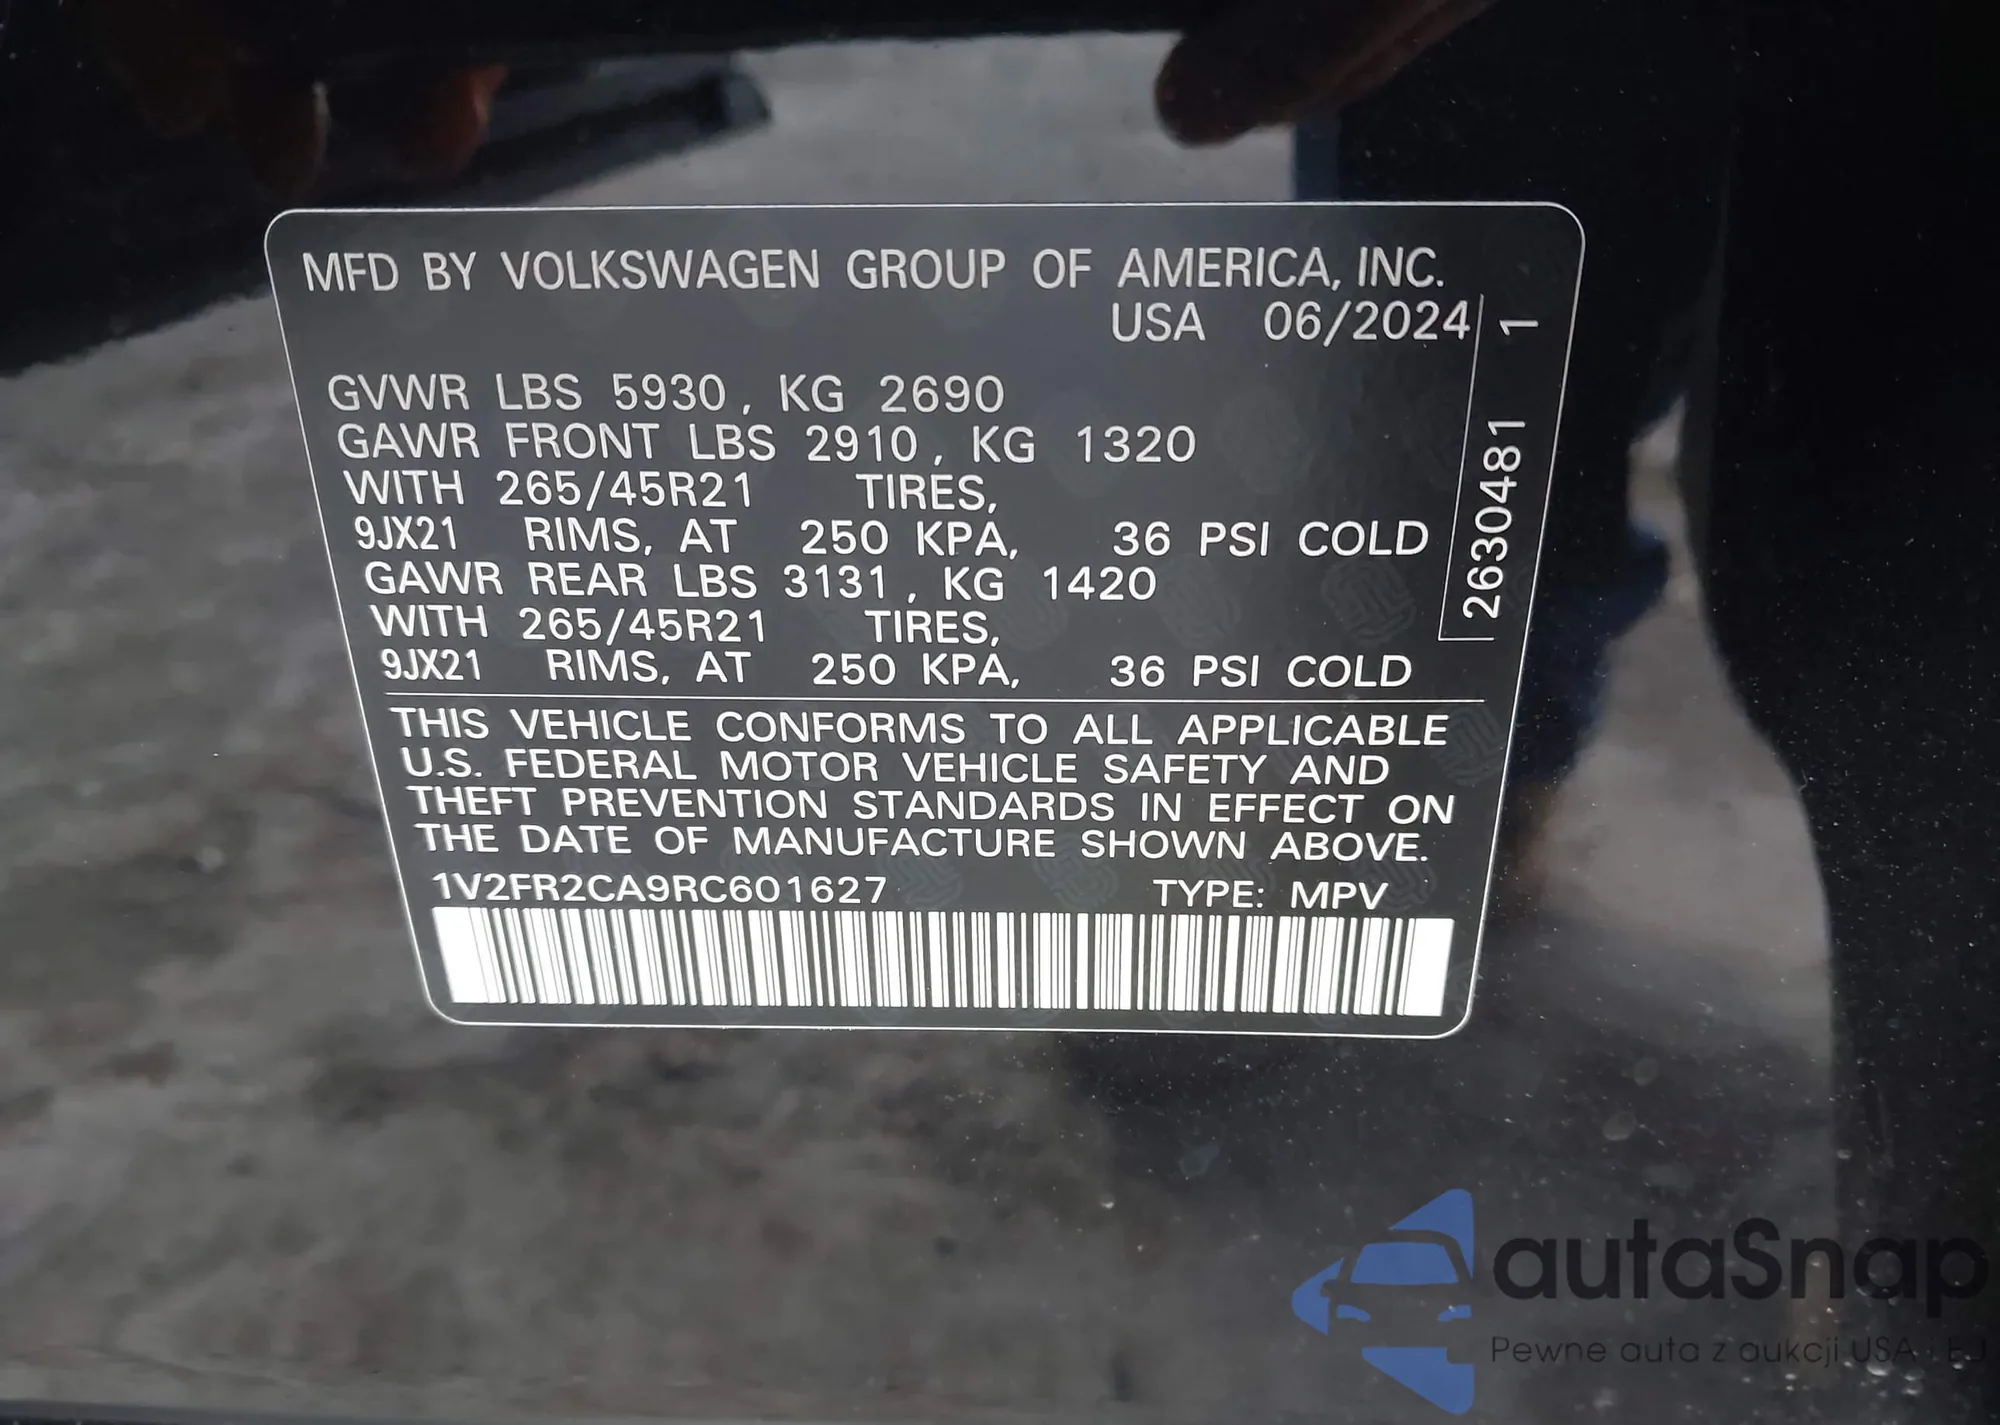 MFD BY VOLKSWAGEN GROUP OF AMERICA, INC.
USA 06/2024
GVWR LBS 5930, KG 2690
GAWR FRONT LBS 2910, KG 1320
WITH 265/45R21 TIRES,
9JX21 RIMS, AT 250 KPA, 36 PSI COLD
GAWR REAR LBS 3131, KG 1420
WITH 265/45R21 TIRES,
9JX21 RIMS, AT 250 KPA, 36 PSI COLD
2630481 1
THIS VEHICLE CONFORMS TO ALL APPLICABLE
U.S. FEDERAL MOTOR VEHICLE SAFETY AND
THEFT PREVENTION STANDARDS IN EFFECT ON
THE DATE OF MANUFACTURE SHOWN ABOVE.
1V2FR2CA9RC601627 TYPE: MPV
autaSnap
Pewne auta z aukcji USA i EU